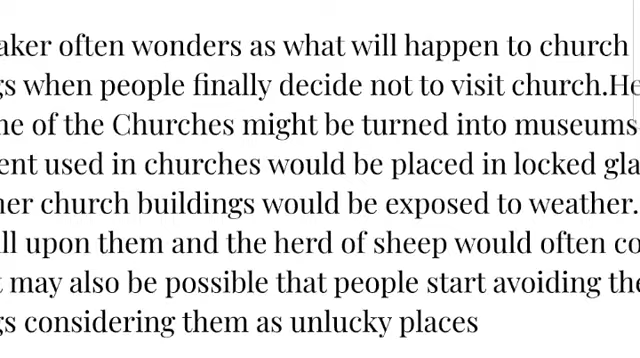 aker often wonders as what will happen to church
gs when people finally decide not to visit church.He
ne of the Churches might be turned into museums
ent used in churches would be placed in locked gla
her church buildings would be exposed to weather.
ll upon them and the herd of sheep would often co
t may also be possible that people start avoiding the
gs considering them as unlucky places